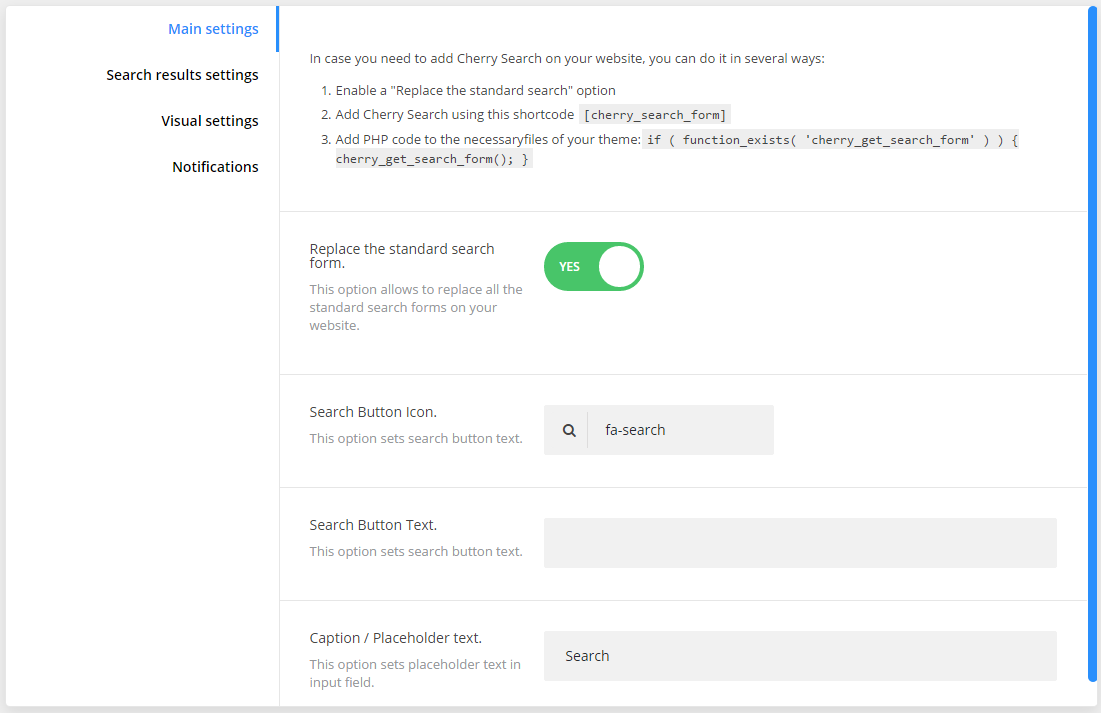 Main settings
Search results settings
Visual settings
Notifications
In case you need to add Cherry Search on your website, you can do it in several ways:
1. Enable a "Replace the standard search" option
2. Add Cherry Search using this shortcode [cherry_search_form]
3. Add PHP code to the necessaryfiles of your theme: if ( function_exists( 'cherry_get_search_form' ) ) {
cherry_get_search_form(); }
Replace the standard search
form.
This option allows to replace all the
standard search forms on your
website.
YES
Search Button Icon.
This option sets search button text.
fa-search
Search Button Text.
This option sets search button text.
Caption / Placeholder text.
This option sets placeholder text in
input field.
Search